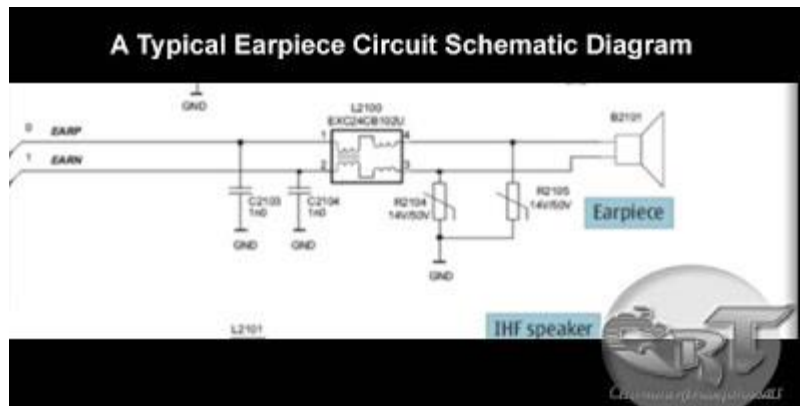 A Typical Earpiece Circuit Schematic Diagram
GND
L2100
EXC24CB102U
B2101
0 EARP
1 EARN
1
4
2
3
C2103
1n0
C2104
1n0
R2104
14V/50V
R2105
14V/50V
Earpiece
GND
GND
GND
L2101
IHF speaker
CRT